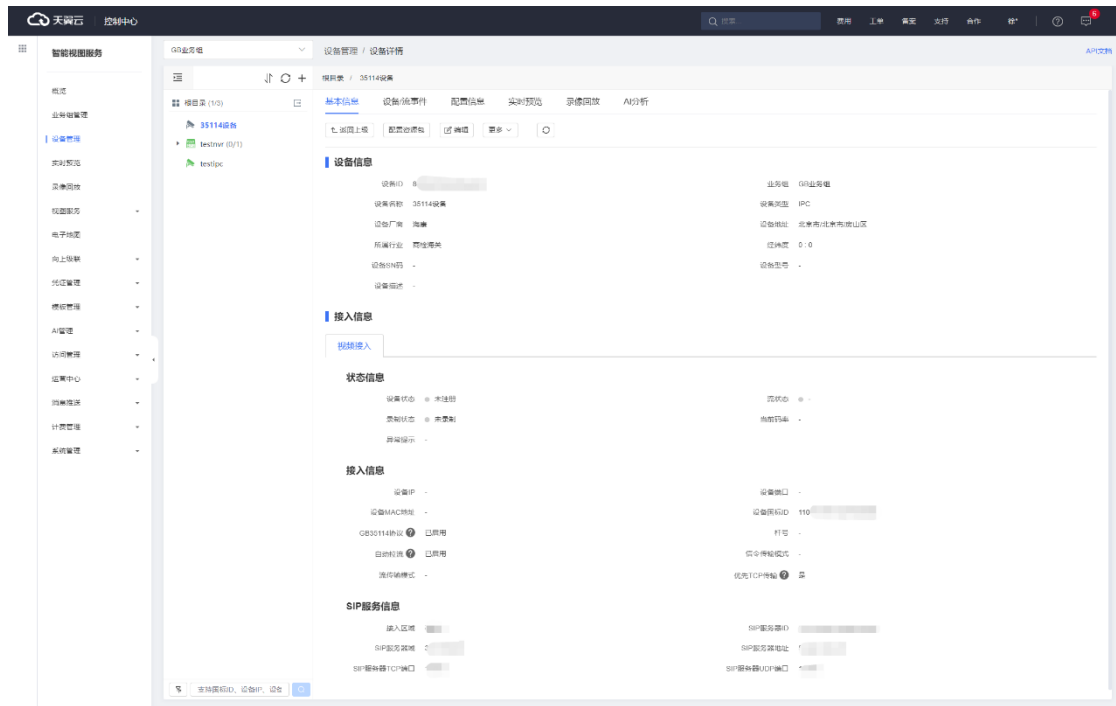 天翼云 控制中心 搜索 费用 工单 备案 支持 合作 徐* 6
智能视图服务
概览
业务组管理
设备管理
实时预览
录像回放
视图服务
电子地图
向上级联
凭证管理
模板管理
AI管理
访问管理
运营中心
消息推送
计费管理
系统管理
GB业务组
根目录 (1/3)
35114设备
testnvr (0/1)
testipc
支持国标ID、设备IP、设备
设备管理 / 设备详情 API文档
根目录 / 35114设备
基本信息 设备/流事件 配置信息 实时预览 录像回放 AI分析
返回上级 配置资源包 编辑 更多
设备信息
设备ID 8 业务组 GB业务组
设备名称 35114设备 设备类型 IPC
设备厂商 海康 设备地址 北京市/北京市/房山区
所属行业 商检海关 经纬度 0 : 0
设备SN码 - 设备型号 -
设备描述 -
接入信息
视频接入
状态信息
设备状态 未注册 流状态 -
录制状态 未录制 当前码率 -
异常提示 -
接入信息
设备IP - 设备端口 -
设备MAC地址 - 设备国标ID 110
GB35114协议 ? 已启用 杆号 -
自动拉流 ? 已启用 信令传输模式 -
流传输模式 - 优先TCP传输 ? 是
SIP服务信息
接入区域 SIP服务器ID
SIP服务器域 SIP服务器地址
SIP服务器TCP端口 SIP服务器UDP端口